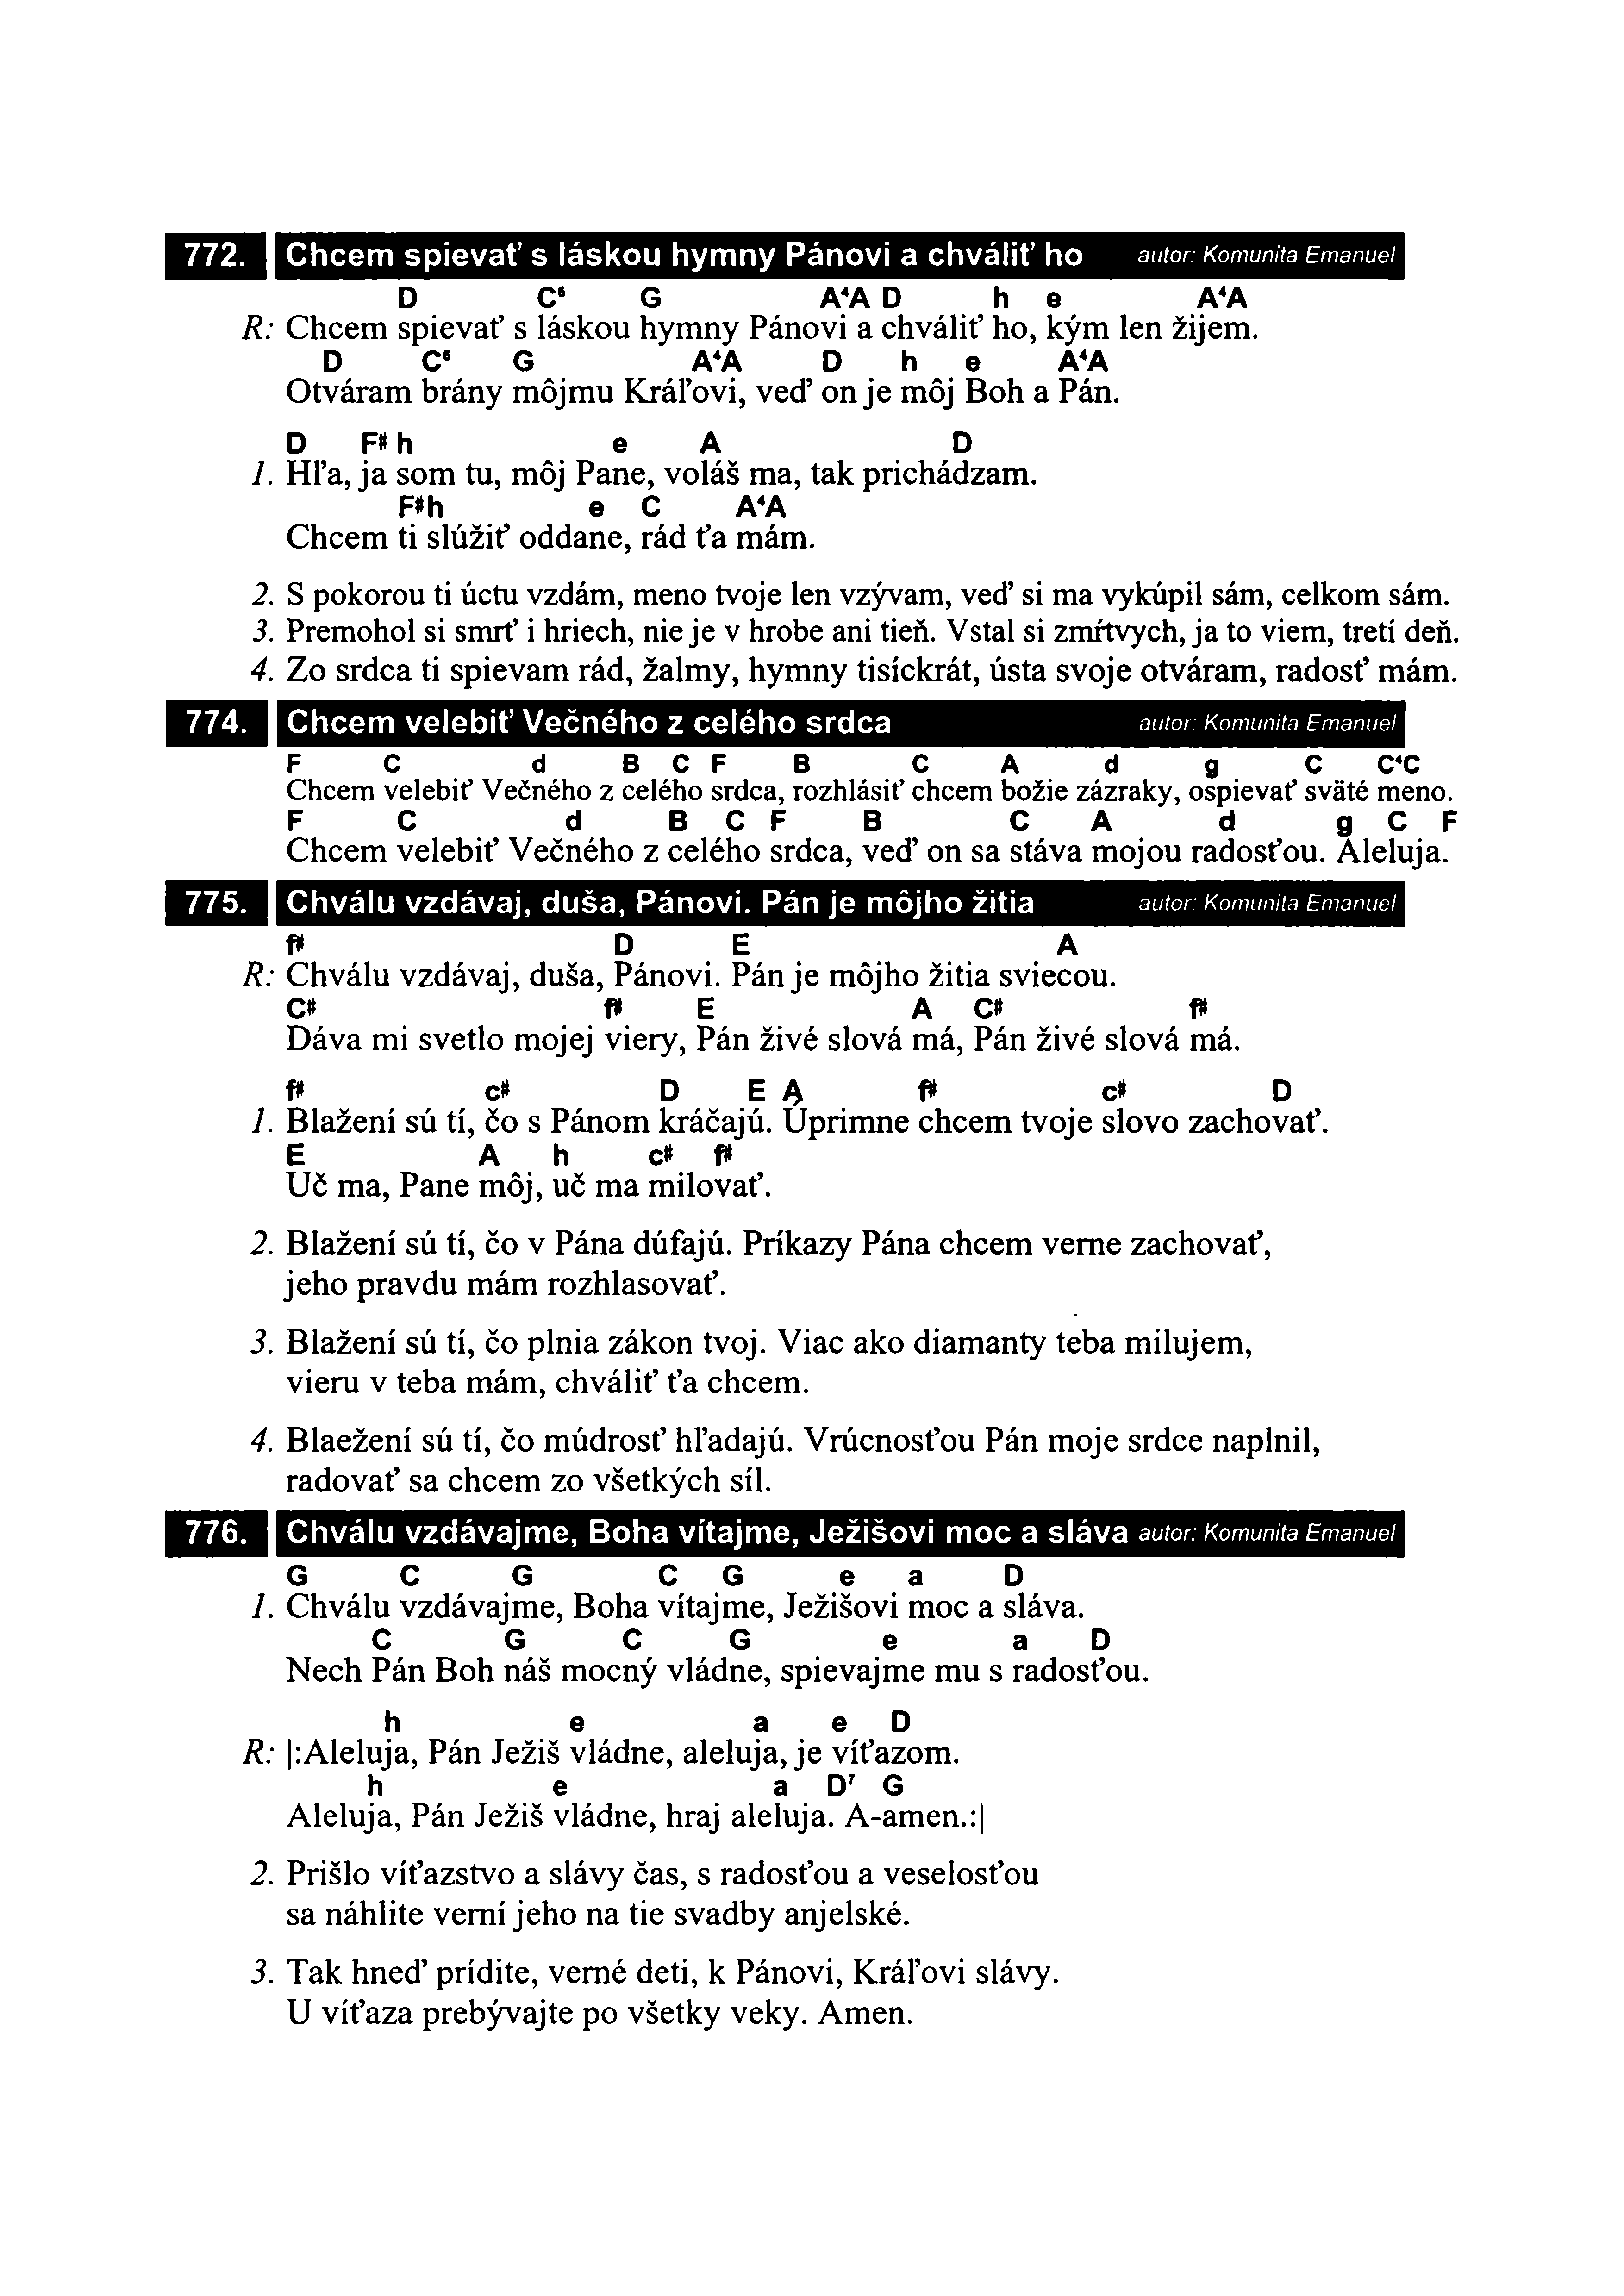 772. Chcem spievať s láskou hymny Pánovi a chváliť ho autor: Komunita Emanuel
D C⁶ G A⁴A D h e A⁴A
R: Chcem spievať s láskou hymny Pánovi a chváliť ho, kým len žijem.
D C⁶ G A⁴A D h e A⁴A
Otváram brány môjmu Kráľovi, veď on je môj Boh a Pán.
D F# h e A D
1. Hľa, ja som tu, môj Pane, voláš ma, tak prichádzam.
F#h e C A⁴A
Chcem ti slúžiť oddane, rád ťa mám.
2. S pokorou ti úctu vzdám, meno tvoje len vzývam, veď si ma vykúpil sám, celkom sám.
3. Premohol si smrť i hriech, nie je v hrobe ani tieň. Vstal si zmŕtvych, ja to viem, tretí deň.
4. Zo srdca ti spievam rád, žalmy, hymny tisíckrát, ústa svoje otváram, radosť mám.
774. Chcem velebiť Večného z celého srdca autor: Komunita Emanuel
F C d B C F B C A d g C C⁴C
Chcem velebiť Večného z celého srdca, rozhlásiť chcem božie zázraky, ospievať sväté meno.
F C d B C F B C A d g C F
Chcem velebiť Večného z celého srdca, veď on sa stáva mojou radosťou. Aleluja.
775. Chválu vzdávaj, duša, Pánovi. Pán je môjho žitia autor: Komunita Emanuel
f# D E A
R: Chválu vzdávaj, duša, Pánovi. Pán je môjho žitia sviecou.
C# f# E A C# f#
Dáva mi svetlo mojej viery, Pán živé slová má, Pán živé slová má.
f# c# D E A f# c# D
1. Blažení sú tí, čo s Pánom kráčajú. Úprimne chcem tvoje slovo zachovať.
E A h c# f#
Uč ma, Pane môj, uč ma milovať.
2. Blažení sú tí, čo v Pána dúfajú. Príkazy Pána chcem verne zachovať,
jeho pravdu mám rozhlasovať.
3. Blažení sú tí, čo plnia zákon tvoj. Viac ako diamanty teba milujem,
vieru v teba mám, chváliť ťa chcem.
4. Blaežení sú tí, čo múdrosť hľadajú. Vrúcnosťou Pán moje srdce naplnil,
radovať sa chcem zo všetkých síl.
776. Chválu vzdávajme, Boha vítajme, Ježišovi moc a sláva autor: Komunita Emanuel
G C G C G e a D
1. Chválu vzdávajme, Boha vítajme, Ježišovi moc a sláva.
C G C G e a D
Nech Pán Boh náš mocný vládne, spievajme mu s radosťou.
h e a e D
R: |:Aleluja, Pán Ježiš vládne, aleluja, je víťazom.
h e a D⁷ G
Aleluja, Pán Ježiš vládne, hraj aleluja. A-amen.:|
2. Prišlo víťazstvo a slávy čas, s radosťou a veselosťou
sa náhlite verní jeho na tie svadby anjelské.
3. Tak hneď prídite, verné deti, k Pánovi, Kráľovi slávy.
U víťaza prebývajte po všetky veky. Amen.